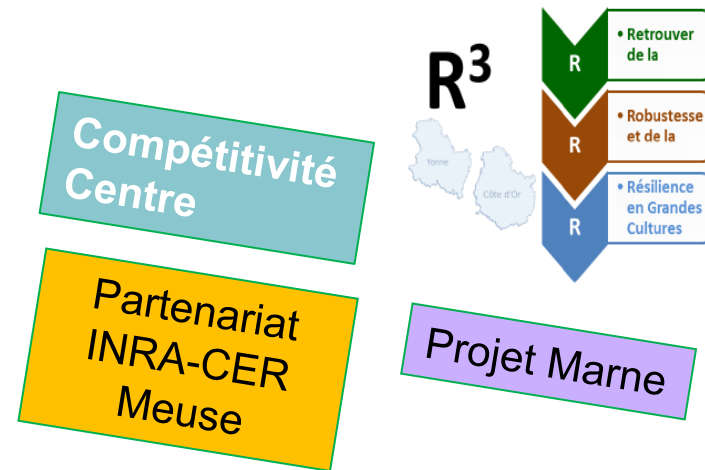 R³
Yonne
Côte d'Or
R
• Retrouver
de la
R
• Robustesse
et de la
R
• Résilience
en Grandes
Cultures
Compétitivité
Centre
Partenariat
INRA-CER
Meuse
Projet Marne